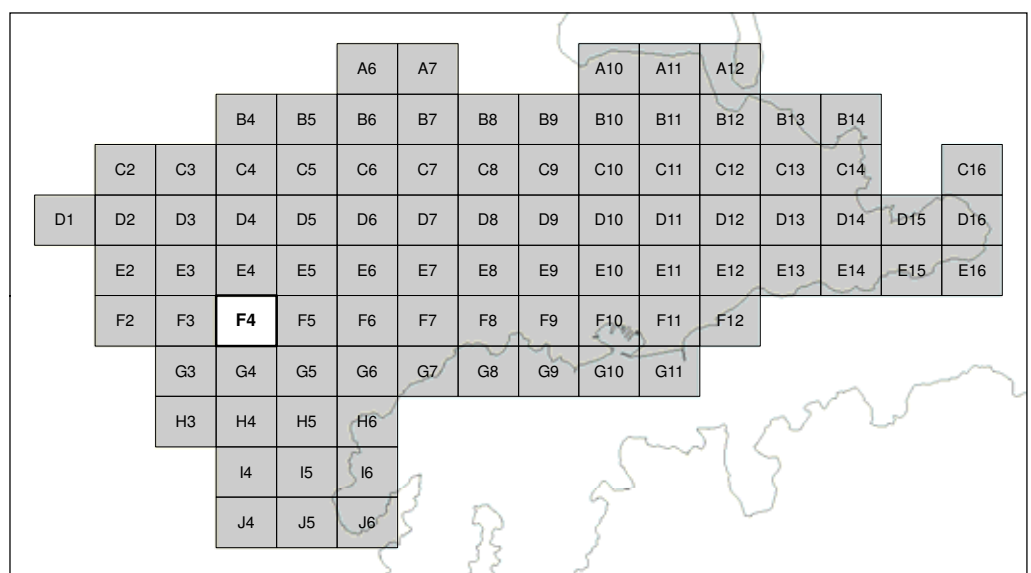 A6 A7 A10 A11 A12
B4 B5 B6 B7 B8 B9 B10 B11 B12 B13 B14
C2 C3 C4 C5 C6 C7 C8 C9 C10 C11 C12 C13 C14 C16
D1 D2 D3 D4 D5 D6 D7 D8 D9 D10 D11 D12 D13 D14 D15 D16
E2 E3 E4 E5 E6 E7 E8 E9 E10 E11 E12 E13 E14 E15 E16
F2 F3 F4 F5 F6 F7 F8 F9 F10 F11 F12
G3 G4 G5 G6 G7 G8 G9 G10 G11
H3 H4 H5 H6
I4 I5 I6
J4 J5 J6